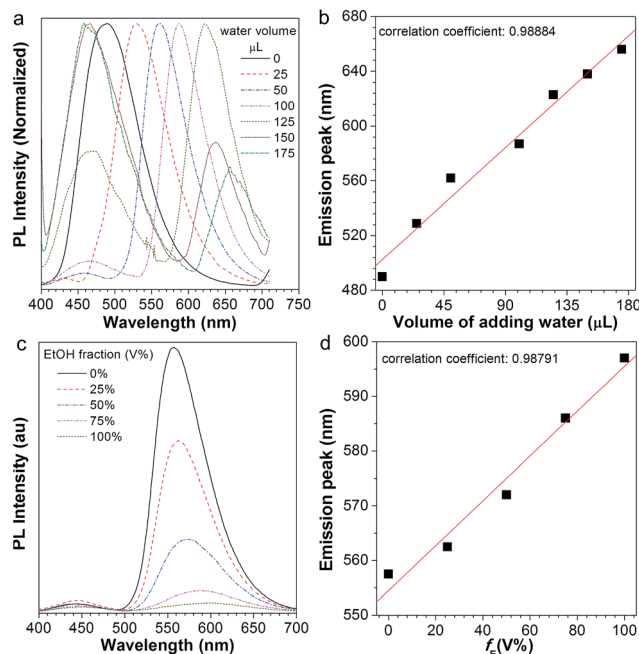 a
water volume
μL
0
25
50
100
125
150
175
PL Intensity (Normalized)
400 450 500 550 600 650 700 750
Wavelength (nm)
b
correlation coefficient: 0.98884
Emission peak (nm)
680
640
600
560
520
480
0 45 90 135 180
Volume of adding water (μL)
c
EtOH fraction (V%)
0%
25%
50%
75%
100%
PL Intensity (au)
400 450 500 550 600 650 700
Wavelength (nm)
d
correlation coefficient: 0.98791
Emission peak (nm)
600
590
580
570
560
550
0 20 40 60 80 100
(V%)